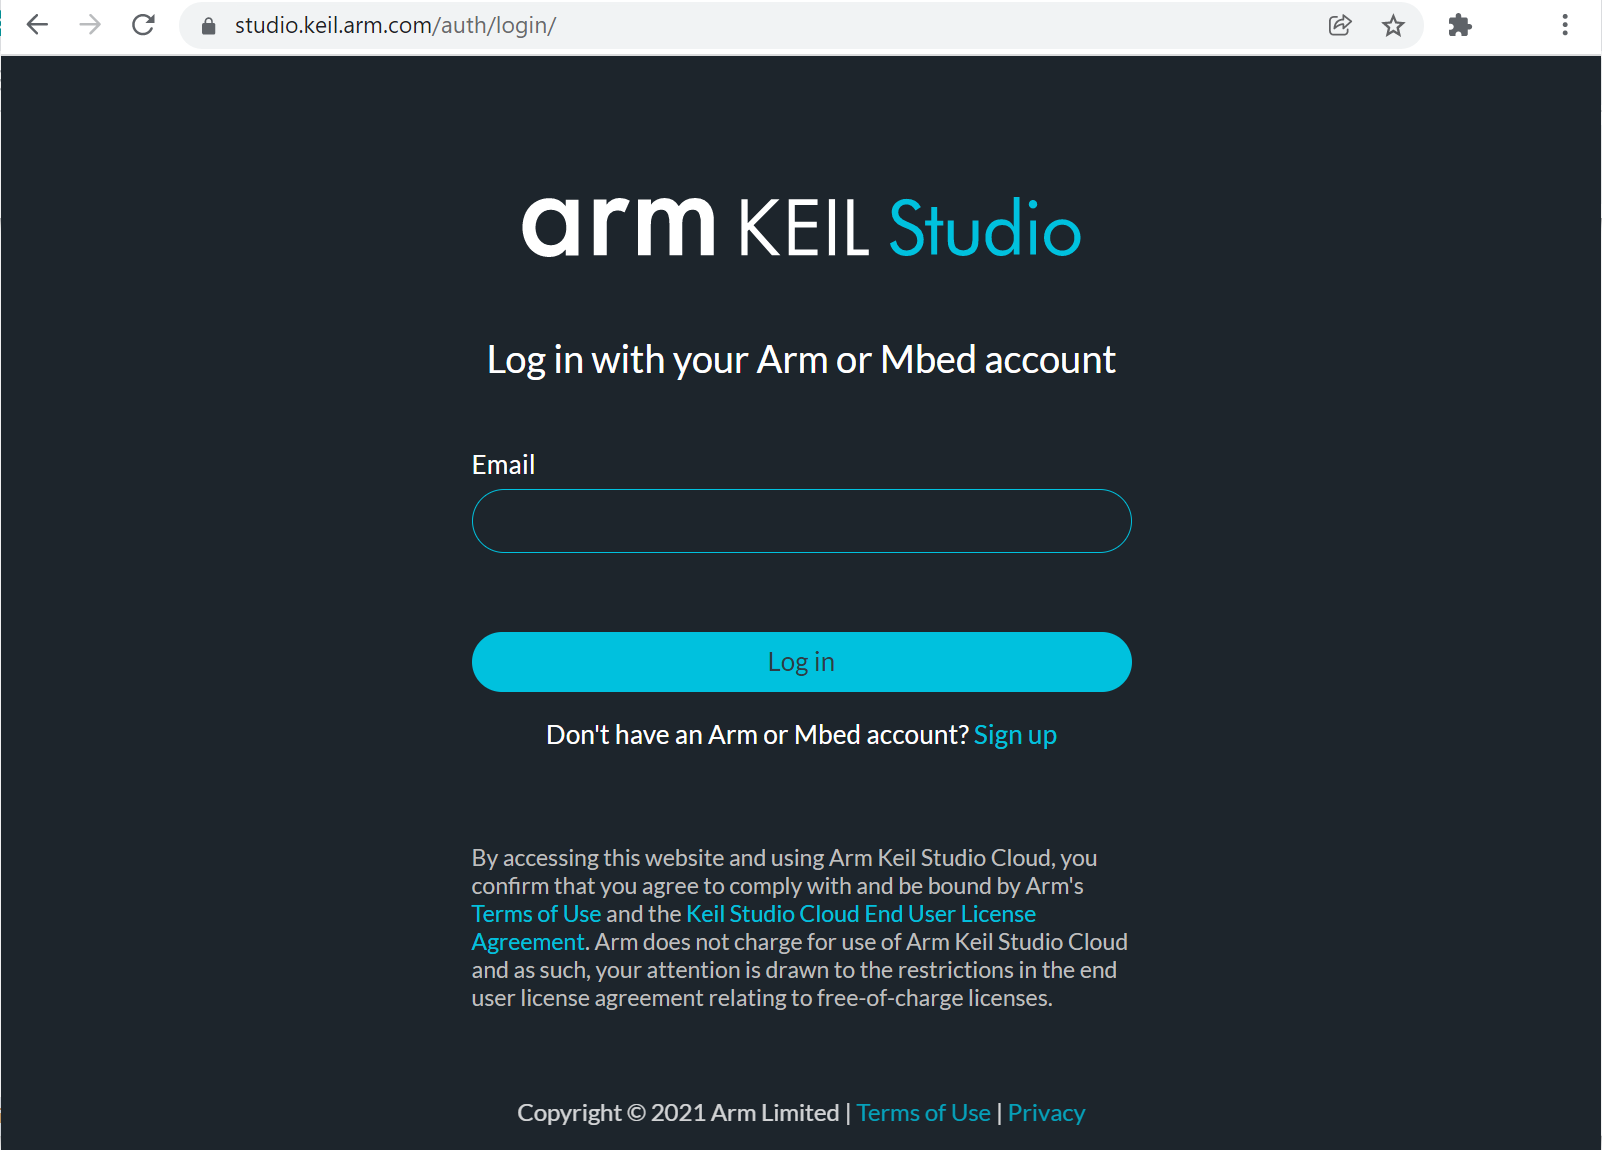 studio.keil.arm.com/auth/login/
arm KEIL Studio
Log in with your Arm or Mbed account
Email
Log in
Don't have an Arm or Mbed account? Sign up
By accessing this website and using Arm Keil Studio Cloud, you
confirm that you agree to comply with and be bound by Arm's
Terms of Use and the Keil Studio Cloud End User License
Agreement. Arm does not charge for use of Arm Keil Studio Cloud
and as such, your attention is drawn to the restrictions in the end
user license agreement relating to free-of-charge licenses.
Copyright © 2021 Arm Limited | Terms of Use | Privacy